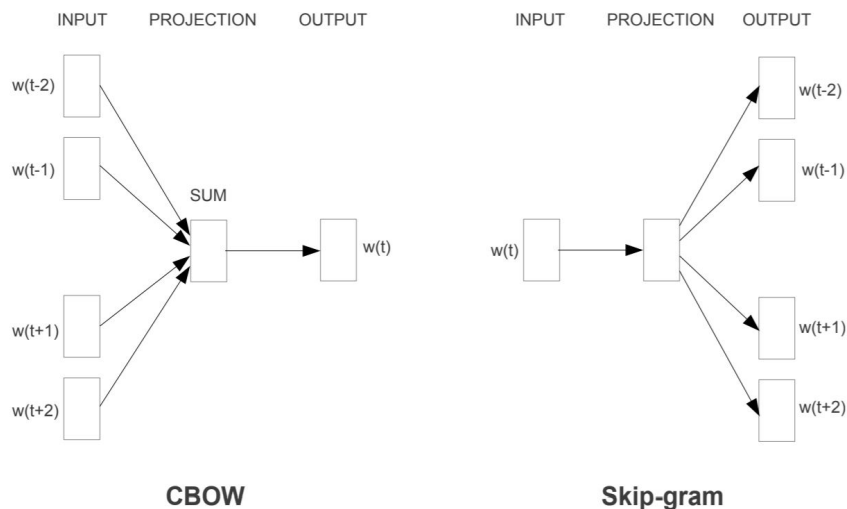 INPUT PROJECTION OUTPUT
w(t-2)
w(t-1)
SUM
w(t)
w(t+1)
w(t+2)
CBOW
INPUT PROJECTION OUTPUT
w(t-2)
w(t-1)
w(t)
w(t+1)
w(t+2)
Skip-gram